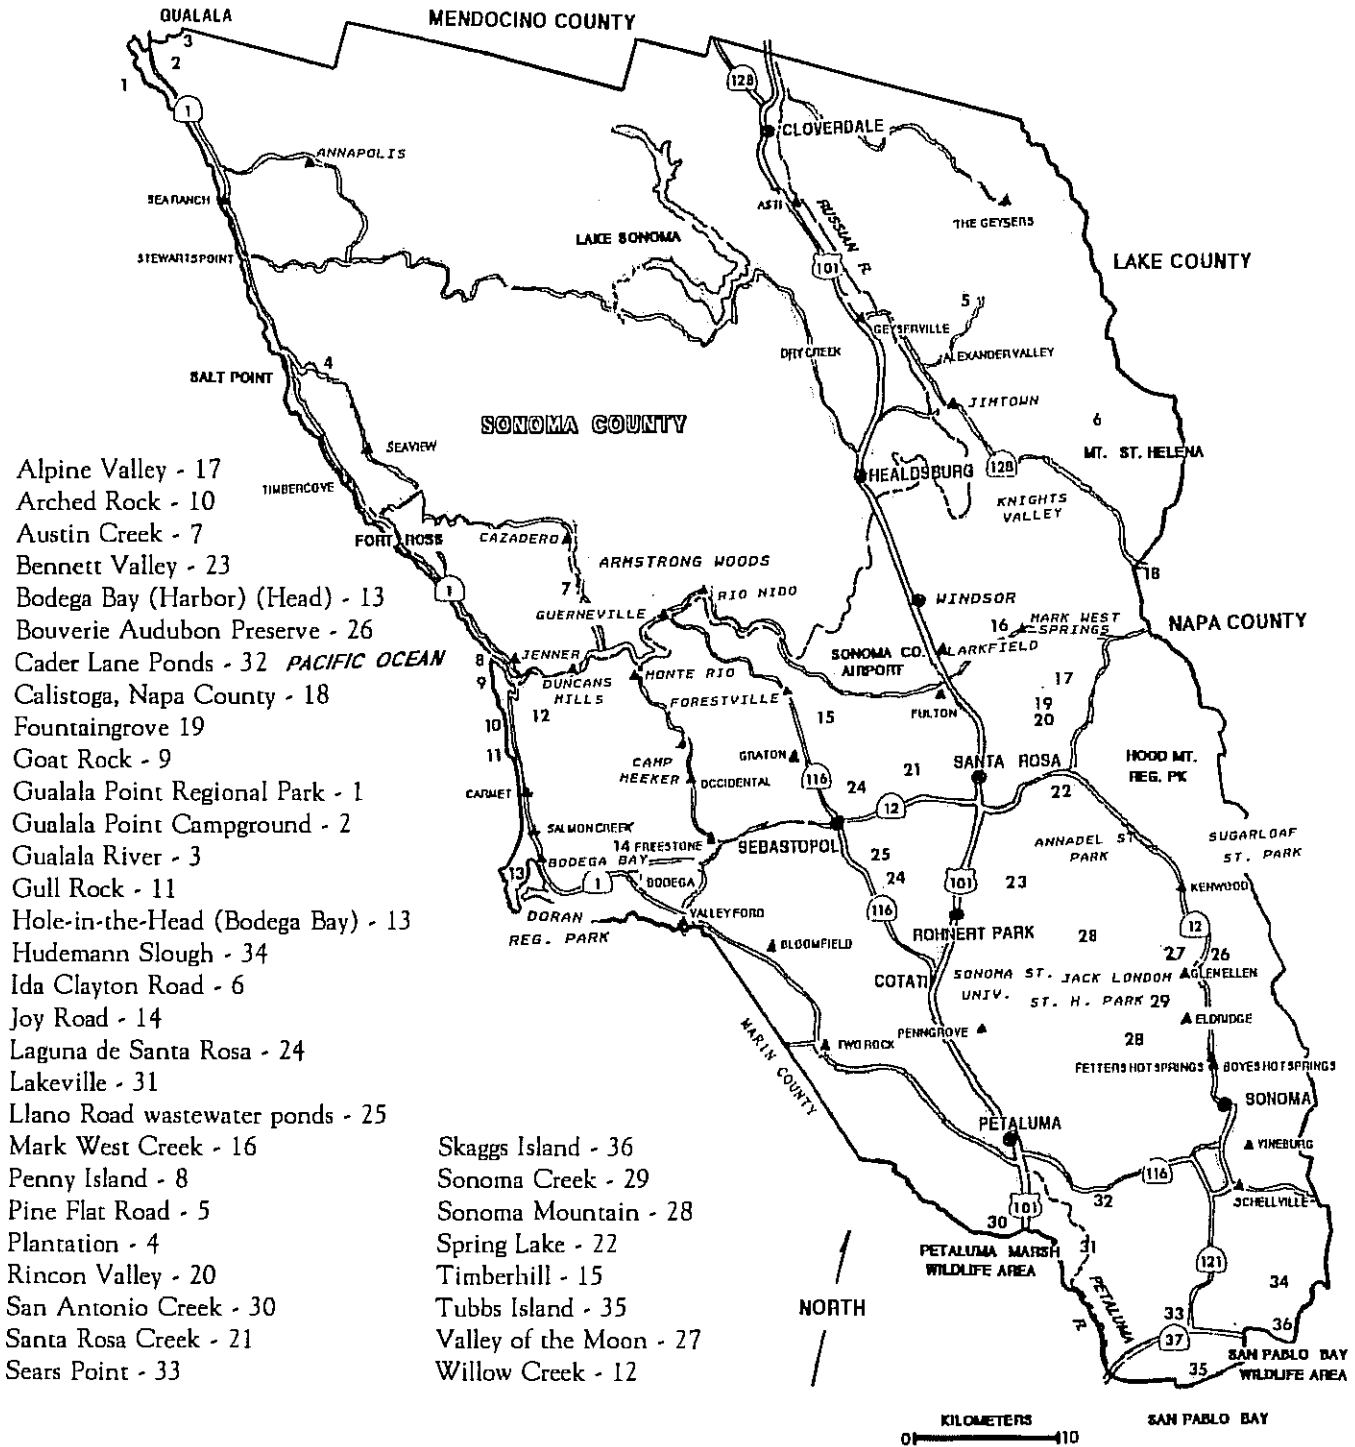 GUALALA
MENDOCINO COUNTY
3
2
1
1
128
CLOVERDALE
ANNAPOLIS
SEA RANCH
ASTI
RUSSIAN R.
THE GEYSERS
LAKE SONOMA
STEWARTS POINT
101
LAKE COUNTY
5
GEYSERVILLE
DRY CREEK
ALEXANDER VALLEY
4
SALT POINT
JIMTOWN
SONOMA COUNTY
6
SEAVIEW
MT. ST. HELENA
HEALDSBURG
128
TIMBERCOVE
KNIGHTS
VALLEY
FORT ROSS
CAZADERO
ARMSTRONG WOODS
18
7
1
RIO NIDO
WINDSOR
GUERNEVILLE
16
MARK WEST
SPRINGS
NAPA COUNTY
LARKFIELD
SONOMA CO.
AIRPORT
8
JENNER
9
DUNCANS
MILLS
MONTE RIO
FORESTVILLE
17
19
20
FULTON
10
12
15
11
CAMP
MEEKER
GRATON
OCCIDENTAL
116
24
21
SANTA ROSA
22
HOOD MT.
REG. PK
CARMET
12
SALMON CREEK
14
FREESTONE
SEBASTOPOL
ANNADEL ST.
PARK
SUGARLOAF
ST. PARK
BODEGA BAY
13
1
BODEGA
25
24
101
23
KENWOOD
DORAN
REG. PARK
VALLEY FORD
116
12
BLOOMFIELD
ROHNERT PARK
28
27
26
COTATI
SONOMA ST.
UNIV.
JACK LONDON
ST. H. PARK
GLEN ELLEN
29
ELDRIDGE
MARIN COUNTY
TWO ROCK
PENNGROVE
28
FETTERS HOT SPRINGS
BOYES HOT SPRINGS
SONOMA
PETALUMA
VINEBURG
116
32
SCHELLVILLE
30
101
PETALUMA MARSH
WILDLIFE AREA
31
PETALUMA R.
121
34
33
36
37
35
SAN PABLO BAY
WILDLIFE AREA
NORTH
KILOMETERS
0 10
SAN PABLO BAY
PACIFIC OCEAN
Alpine Valley - 17
Arched Rock - 10
Austin Creek - 7
Bennett Valley - 23
Bodega Bay (Harbor) (Head) - 13
Bouverie Audubon Preserve - 26
Cader Lane Ponds - 32
Calistoga, Napa County - 18
Fountaingrove 19
Goat Rock - 9
Gualala Point Regional Park - 1
Gualala Point Campground - 2
Gualala River - 3
Gull Rock - 11
Hole-in-the-Head (Bodega Bay) - 13
Hudemann Slough - 34
Ida Clayton Road - 6
Joy Road - 14
Laguna de Santa Rosa - 24
Lakeville - 31
Llano Road wastewater ponds - 25
Mark West Creek - 16
Penny Island - 8
Pine Flat Road - 5
Plantation - 4
Rincon Valley - 20
San Antonio Creek - 30
Santa Rosa Creek - 21
Sears Point - 33
Skaggs Island - 36
Sonoma Creek - 29
Sonoma Mountain - 28
Spring Lake - 22
Timberhill - 15
Tubbs Island - 35
Valley of the Moon - 27
Willow Creek - 12